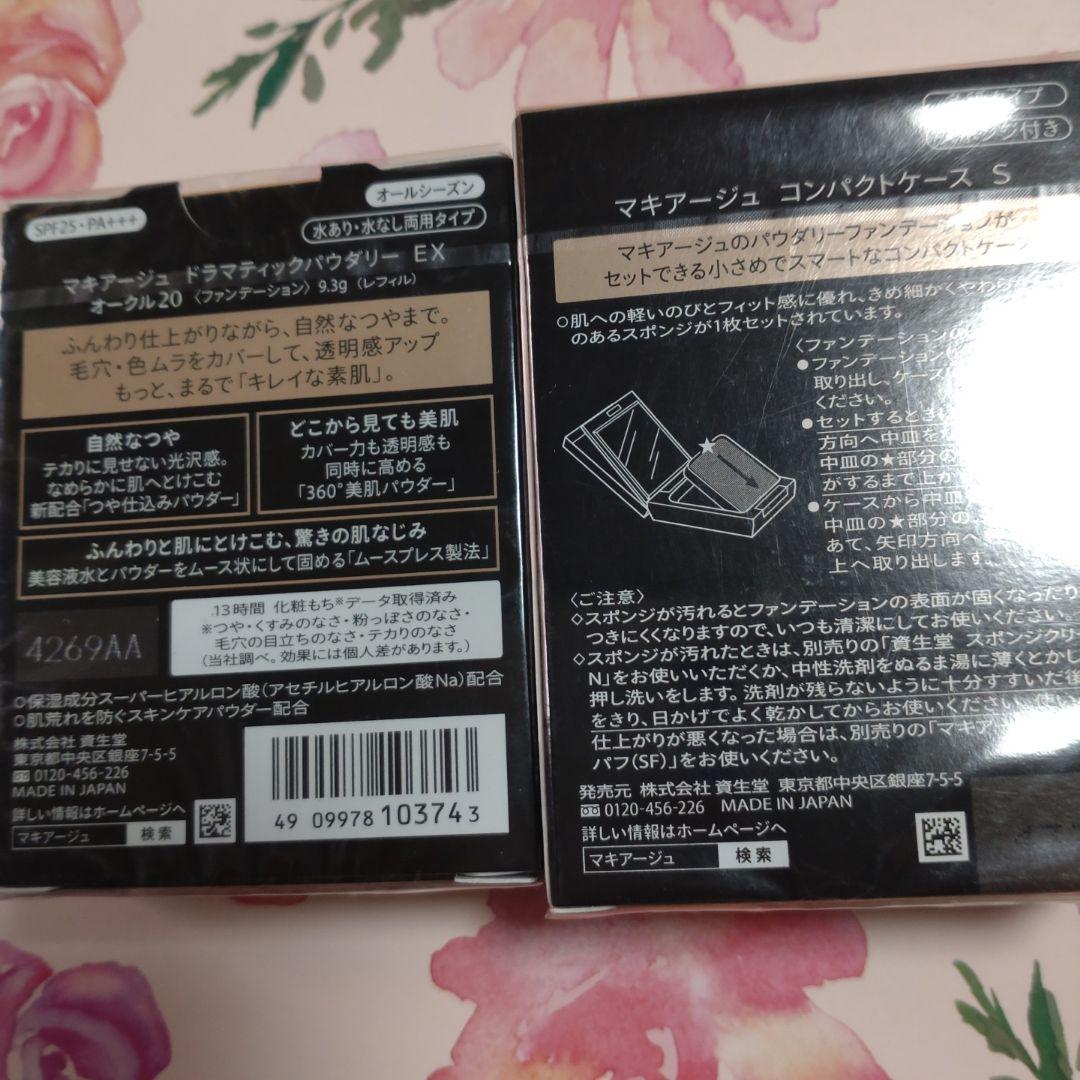 SPF25・PA+++
オールシーズン
水あり・水なし両用タイプ
マキアージュ ドラマティックパウダリー EX
オークル20 〈ファンデーション〉 9.3g (レフィル)
ふんわり仕上がりながら、自然なつやまで。
毛穴・色ムラをカバーして、透明感アップ
もっと、まるで「キレイな素肌」。
自然なつや
テカリに見せない光沢感。
なめらかに肌へとけこむ
新配合「つや仕込みパウダー」
どこから見ても美肌
カバー力も透明感も
同時に高める
「360°美肌パウダー」
ふんわりと肌にとけこむ、驚きの肌なじみ
美容液水とパウダーをムース状にして固める「ムースプレス製法」
4269AA
13時間 化粧もち※データ取得済み
※つや・くすみのなさ・粉っぽさのなさ・
毛穴の目立ちのなさ・テカりのなさ
(当社調べ。効果には個人差があります。)
○保湿成分スーパーヒアルロン酸(アセチルヒアルロン酸Na)配合
○肌荒れを防ぐスキンケアパウダー配合
株式会社 資生堂
東京都中央区銀座7-5-5
0120-456-226
MADE IN JAPAN
詳しい情報はホームページへ
マキアージュ 検索
4909978103743
タイプ
付き
マキアージュ コンパクトケース S
マキアージュのパウダリーファンデーションが
セットできる小さめでスマートなコンパクトケー
○肌への軽いのびとフィット感に優れ、きめ細かくやわら
のあるスポンジが1枚セットされています。
〈ファンデーションの
●ファンデーション
取り出し、ケース
ください。
●セットするとき
方向へ中皿を
中皿の★部分の
がするまで上か
●ケースから中皿
中皿の★部分の
あて、矢印方向へ
上へ取り出します
〈ご注意〉
◇スポンジが汚れるとファンデーションの表面が固くなったり
つきにくくなりますので、いつも清潔にしてお使いください
◇スポンジが汚れたときは、別売りの「資生堂 スポンジクリ
N」をお使いいただくか、中性洗剤をぬるま湯に薄くとかし
押し洗いをします。洗剤が残らないように十分すすいだ後
をきり、日かげでよく乾かしてからお使いください
仕上がりが悪くなった場合は、別売りの「マキア
パフ(SF)」をお使いください。
発売元 株式会社 資生堂 東京都中央区銀座7-5-5
0120-456-226 MADE IN JAPAN
詳しい情報はホームページへ
マキアージュ 検索